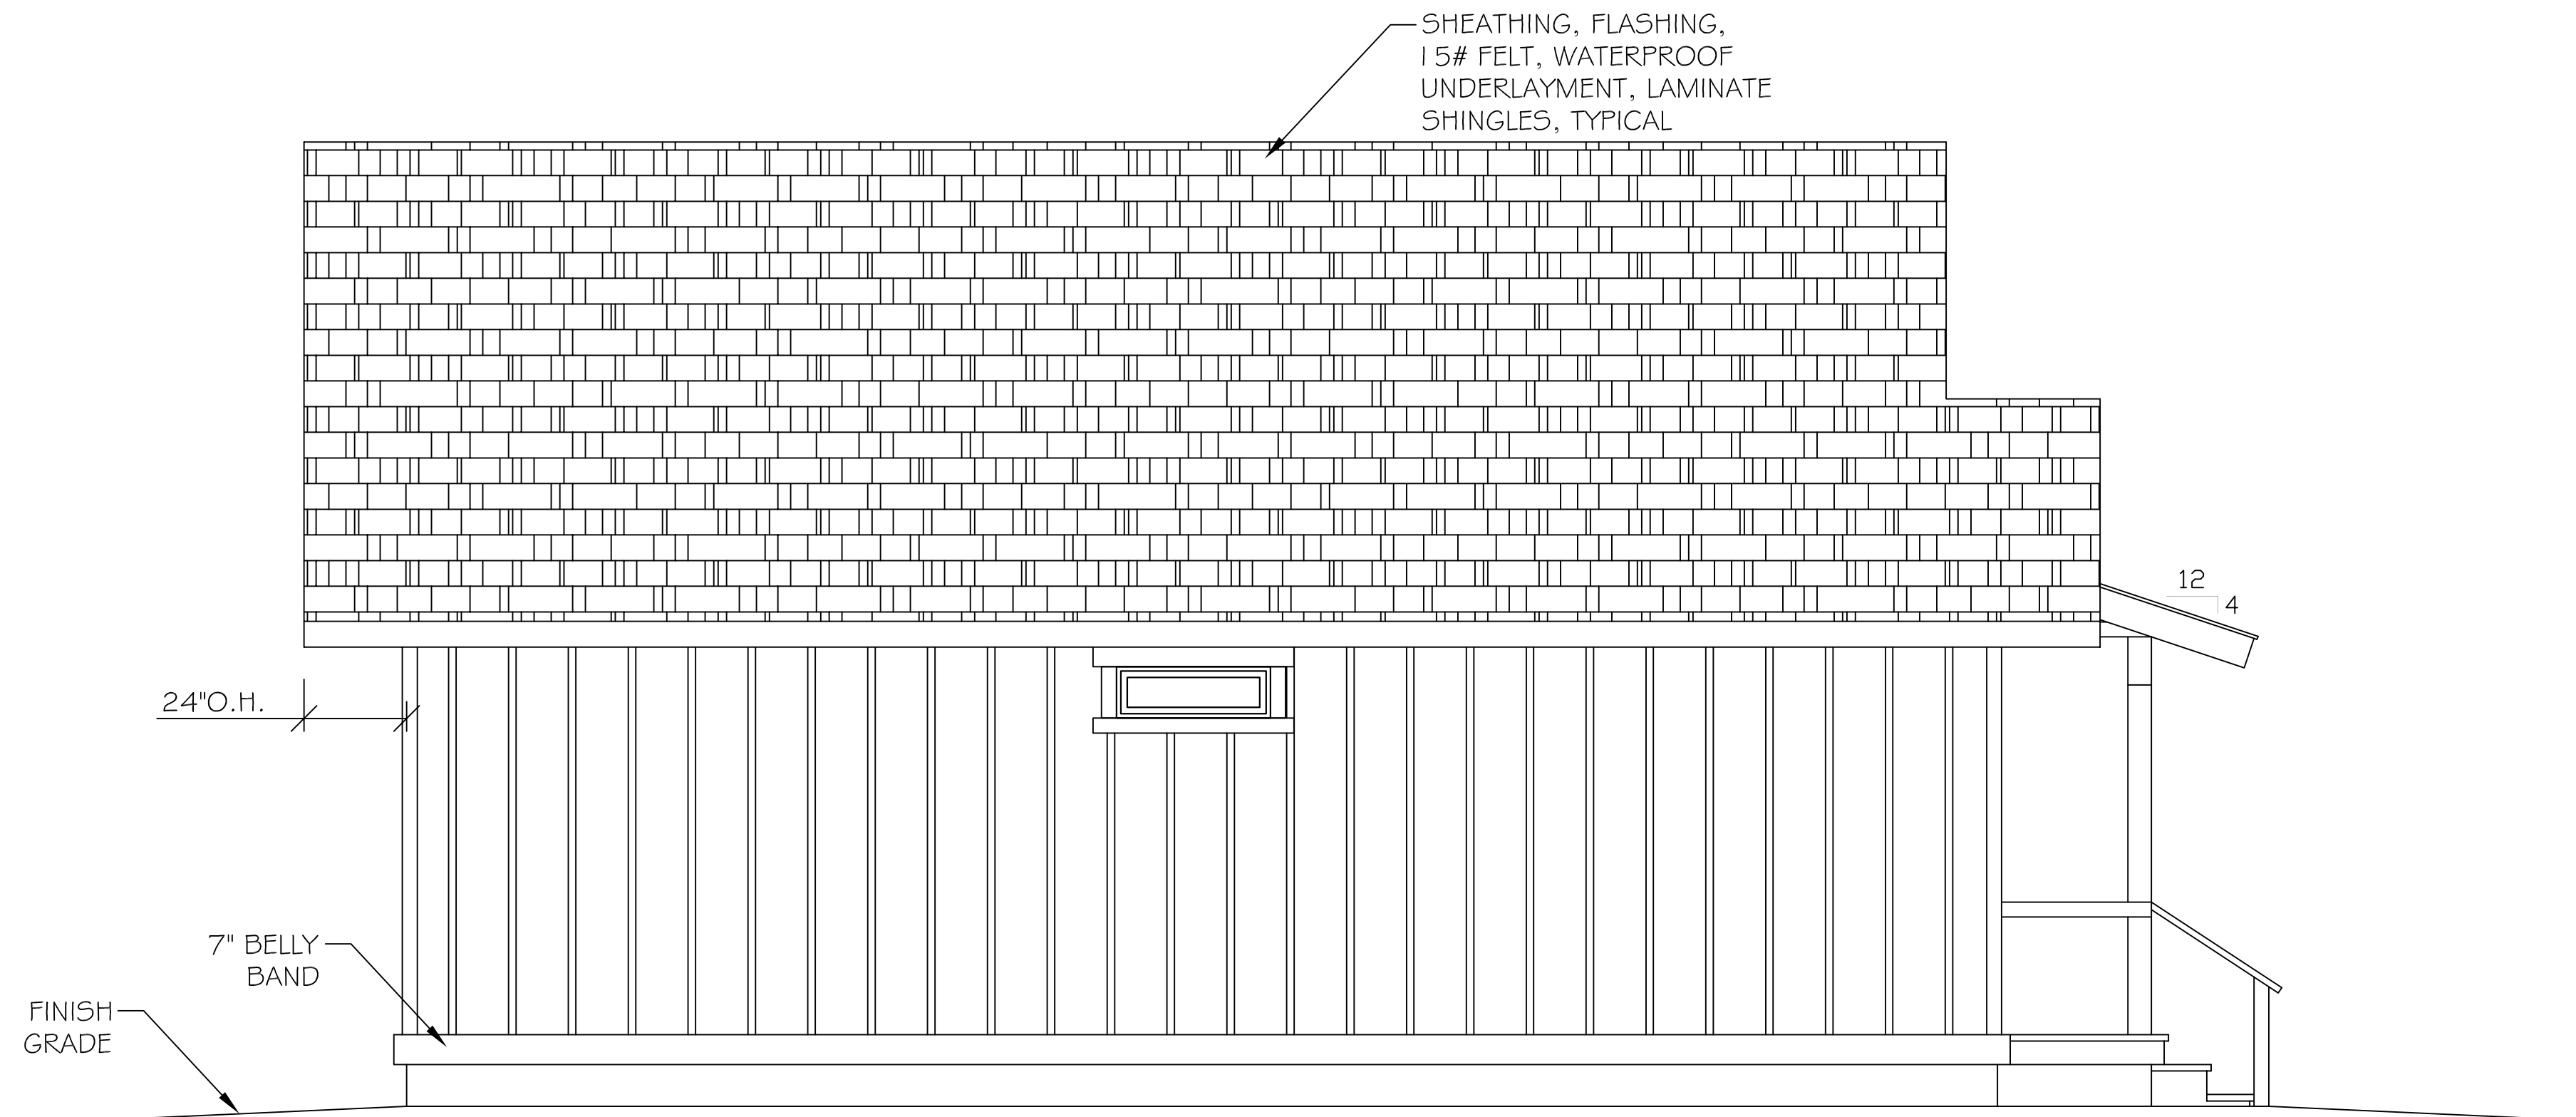 SHEATHING, FLASHING,
15# FELT, WATERPROOF
UNDERLAYMENT, LAMINATE
SHINGLES, TYPICAL
12
4
24"O.H.
7" BELLY
BAND
FINISH
GRADE